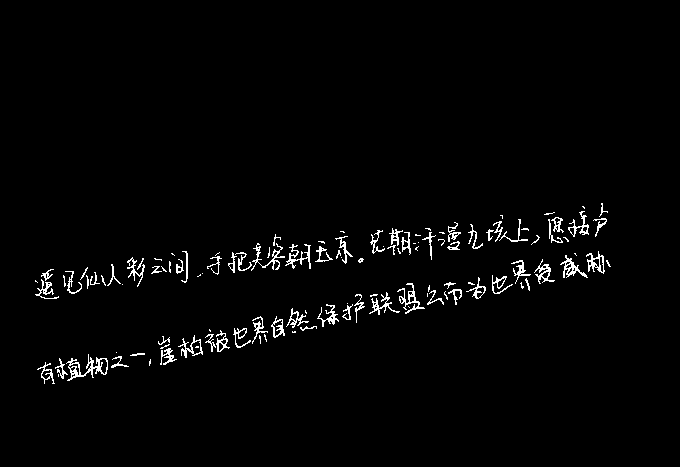 遥见仙人彩云间,手把芙蓉朝玉京。先期汗漫九垓上,愿接卢
有植物之一,崖柏被世界自然保护联盟公布为世界受威胁